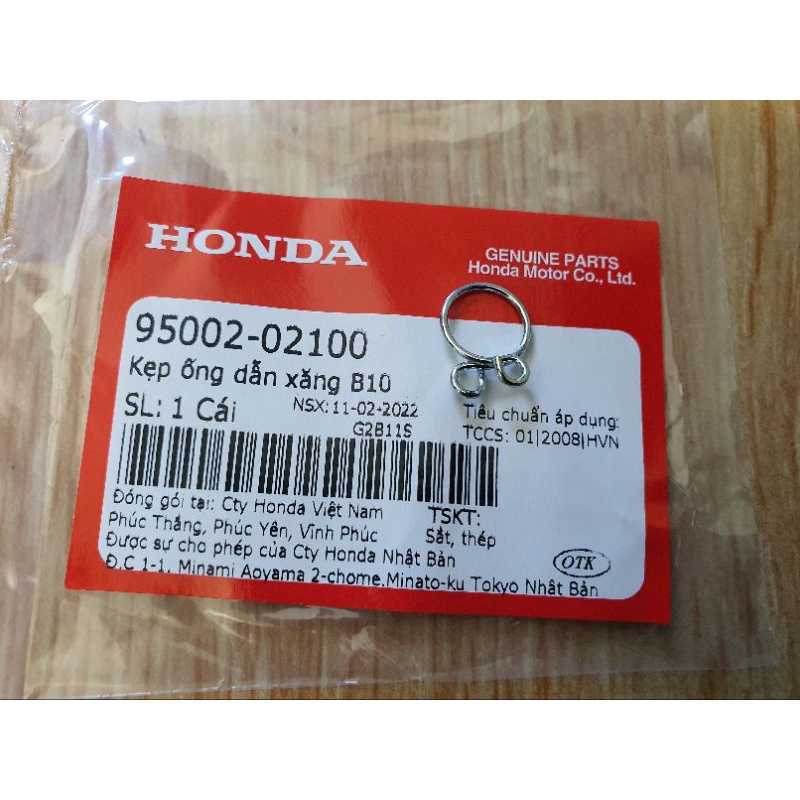 HONDA
GENUINE PARTS
Honda Motor Co., Ltd.
95002-02100
Kẹp ống dẫn xăng B10
SL: 1 Cái
NSX: 11-02-2022
G2B11S
Tiêu chuẩn áp dụng:
TCCS: 01|2008|HVN
Đóng gói tại: Cty Honda Việt Nam
Phúc Thắng, Phúc Yên, Vĩnh Phúc
TSKT:
Sắt, thép
Được sự cho phép của Cty Honda Nhật Bản
Đ.C 1-1, Minami Aoyama 2-chome.Minato-ku Tokyo Nhật Bản
OTK